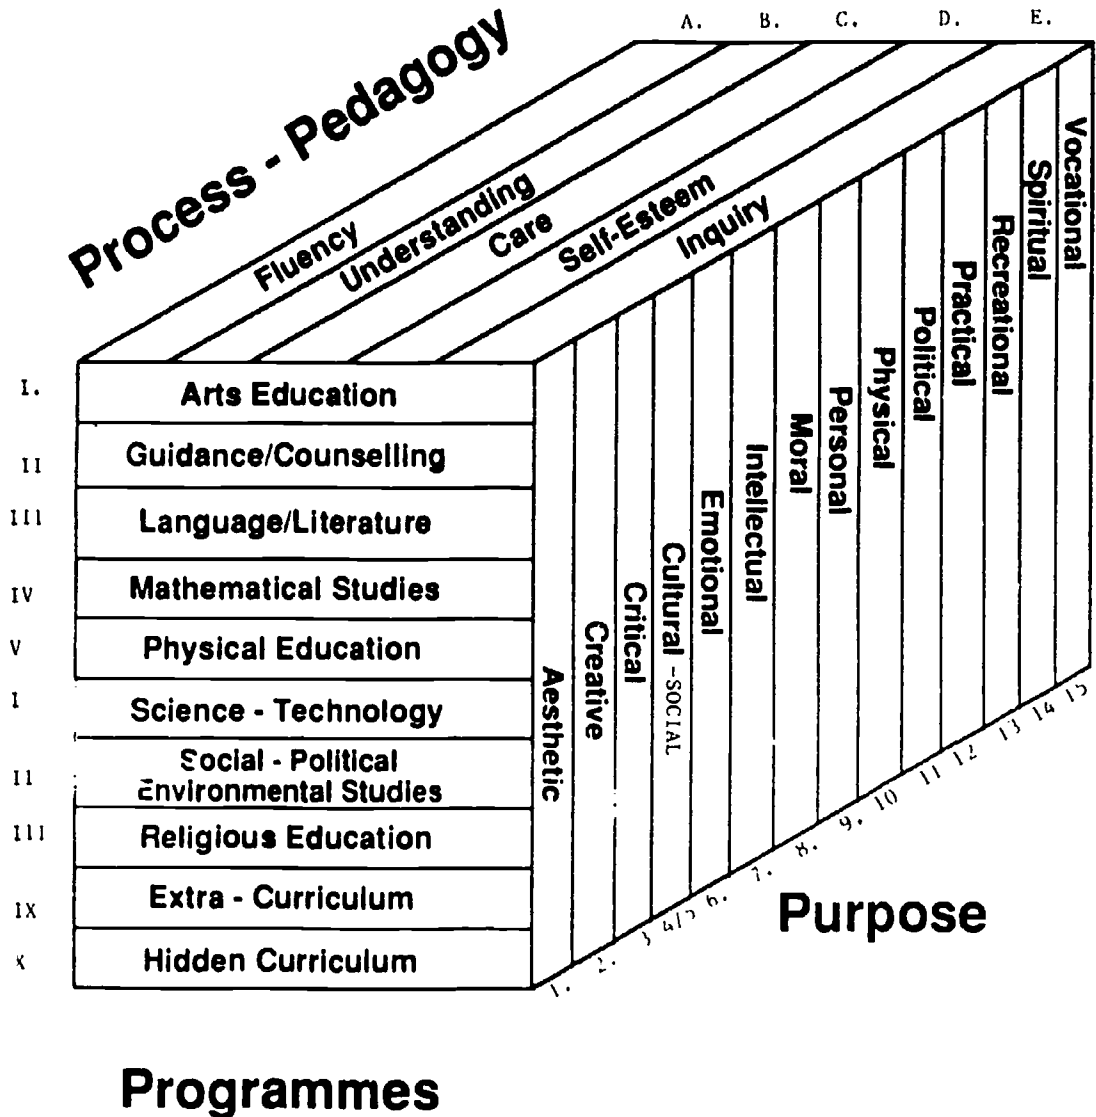 A. B. C. D. E.
Process - Pedagogy
Fluency
Understanding
Care
Self-Esteem
Inquiry
I. Arts Education
II Guidance/Counselling
III Language/Literature
IV Mathematical Studies
V Physical Education
I Science - Technology
II Social - Political
Environmental Studies
III Religious Education
IX Extra - Curriculum
X Hidden Curriculum
Aesthetic
Creative
Critical
Cultural -SOCIAL
Emotional
Intellectual
Moral
Personal
Physical
Political
Practical
Recreational
Spiritual
Vocational
1. 2. 3 4/5 6. 7. 8. 9. 10 11 12 13 14 15
Purpose
Programmes